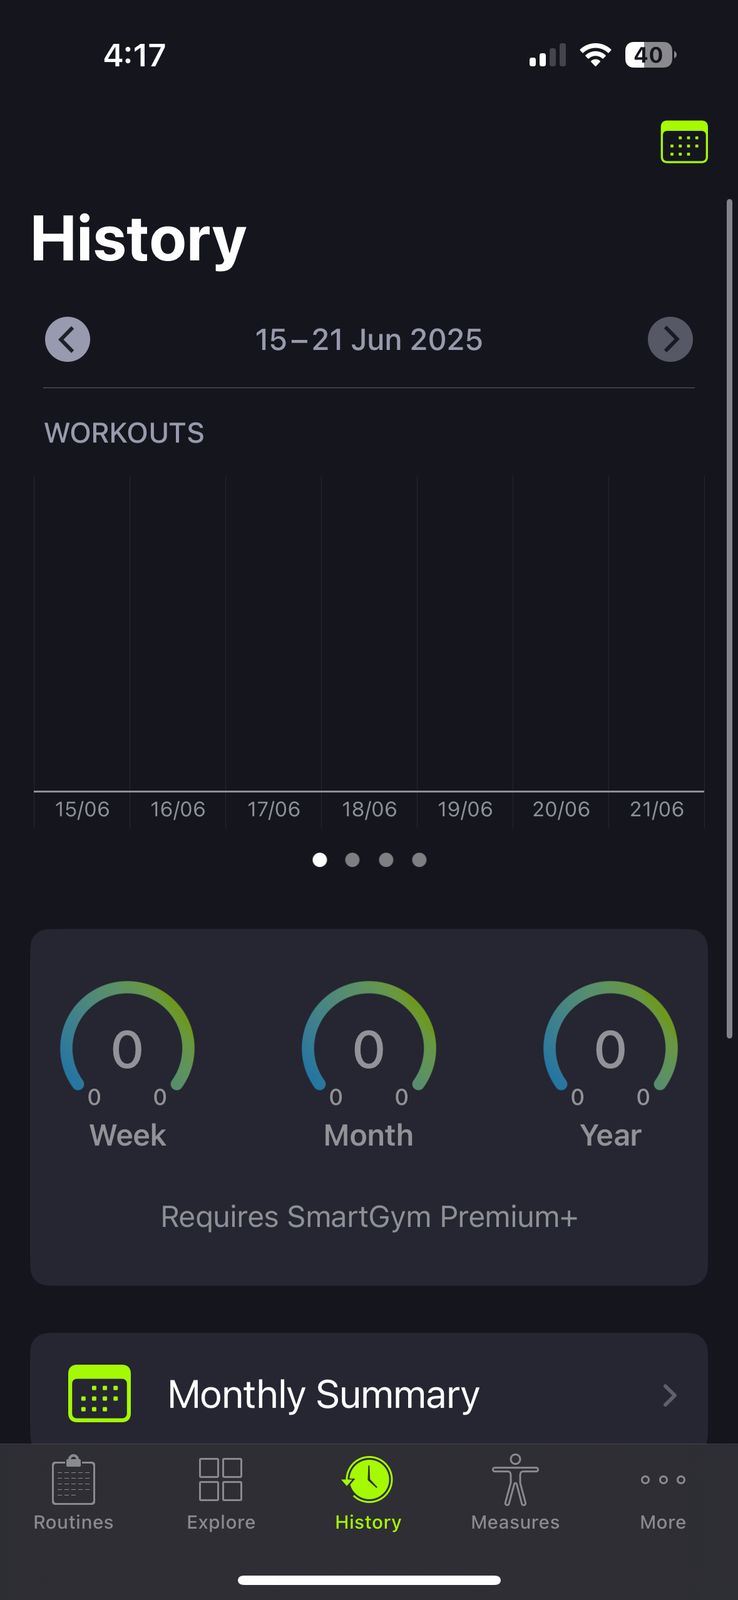 4:17
40
History
15–21 Jun 2025
WORKOUTS
15/06 16/06 17/06 18/06 19/06 20/06 21/06
0 0 0
0 0 0 0 0 0
Week Month Year
Requires SmartGym Premium+
Monthly Summary
Routines Explore History Measures More